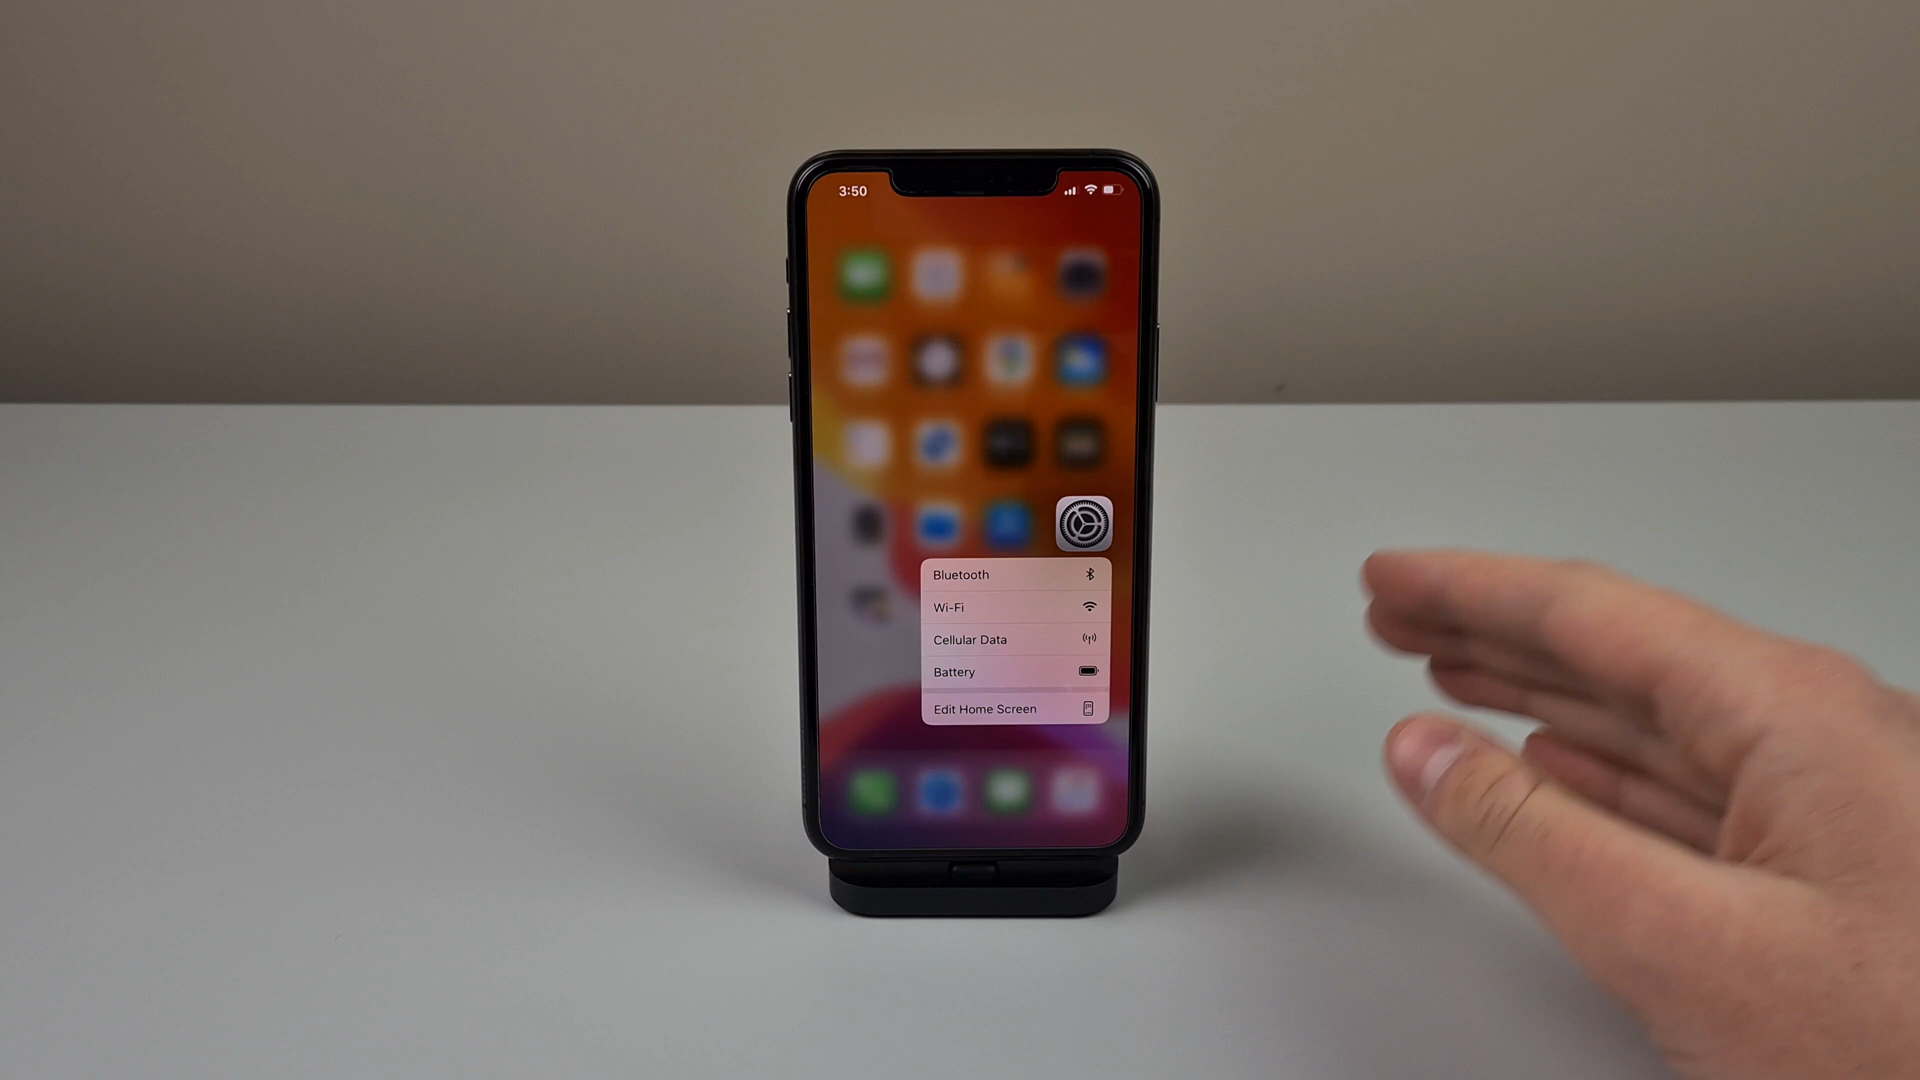 3:50
Bluetooth
Wi-Fi
Cellular Data
Battery
Edit Home Screen